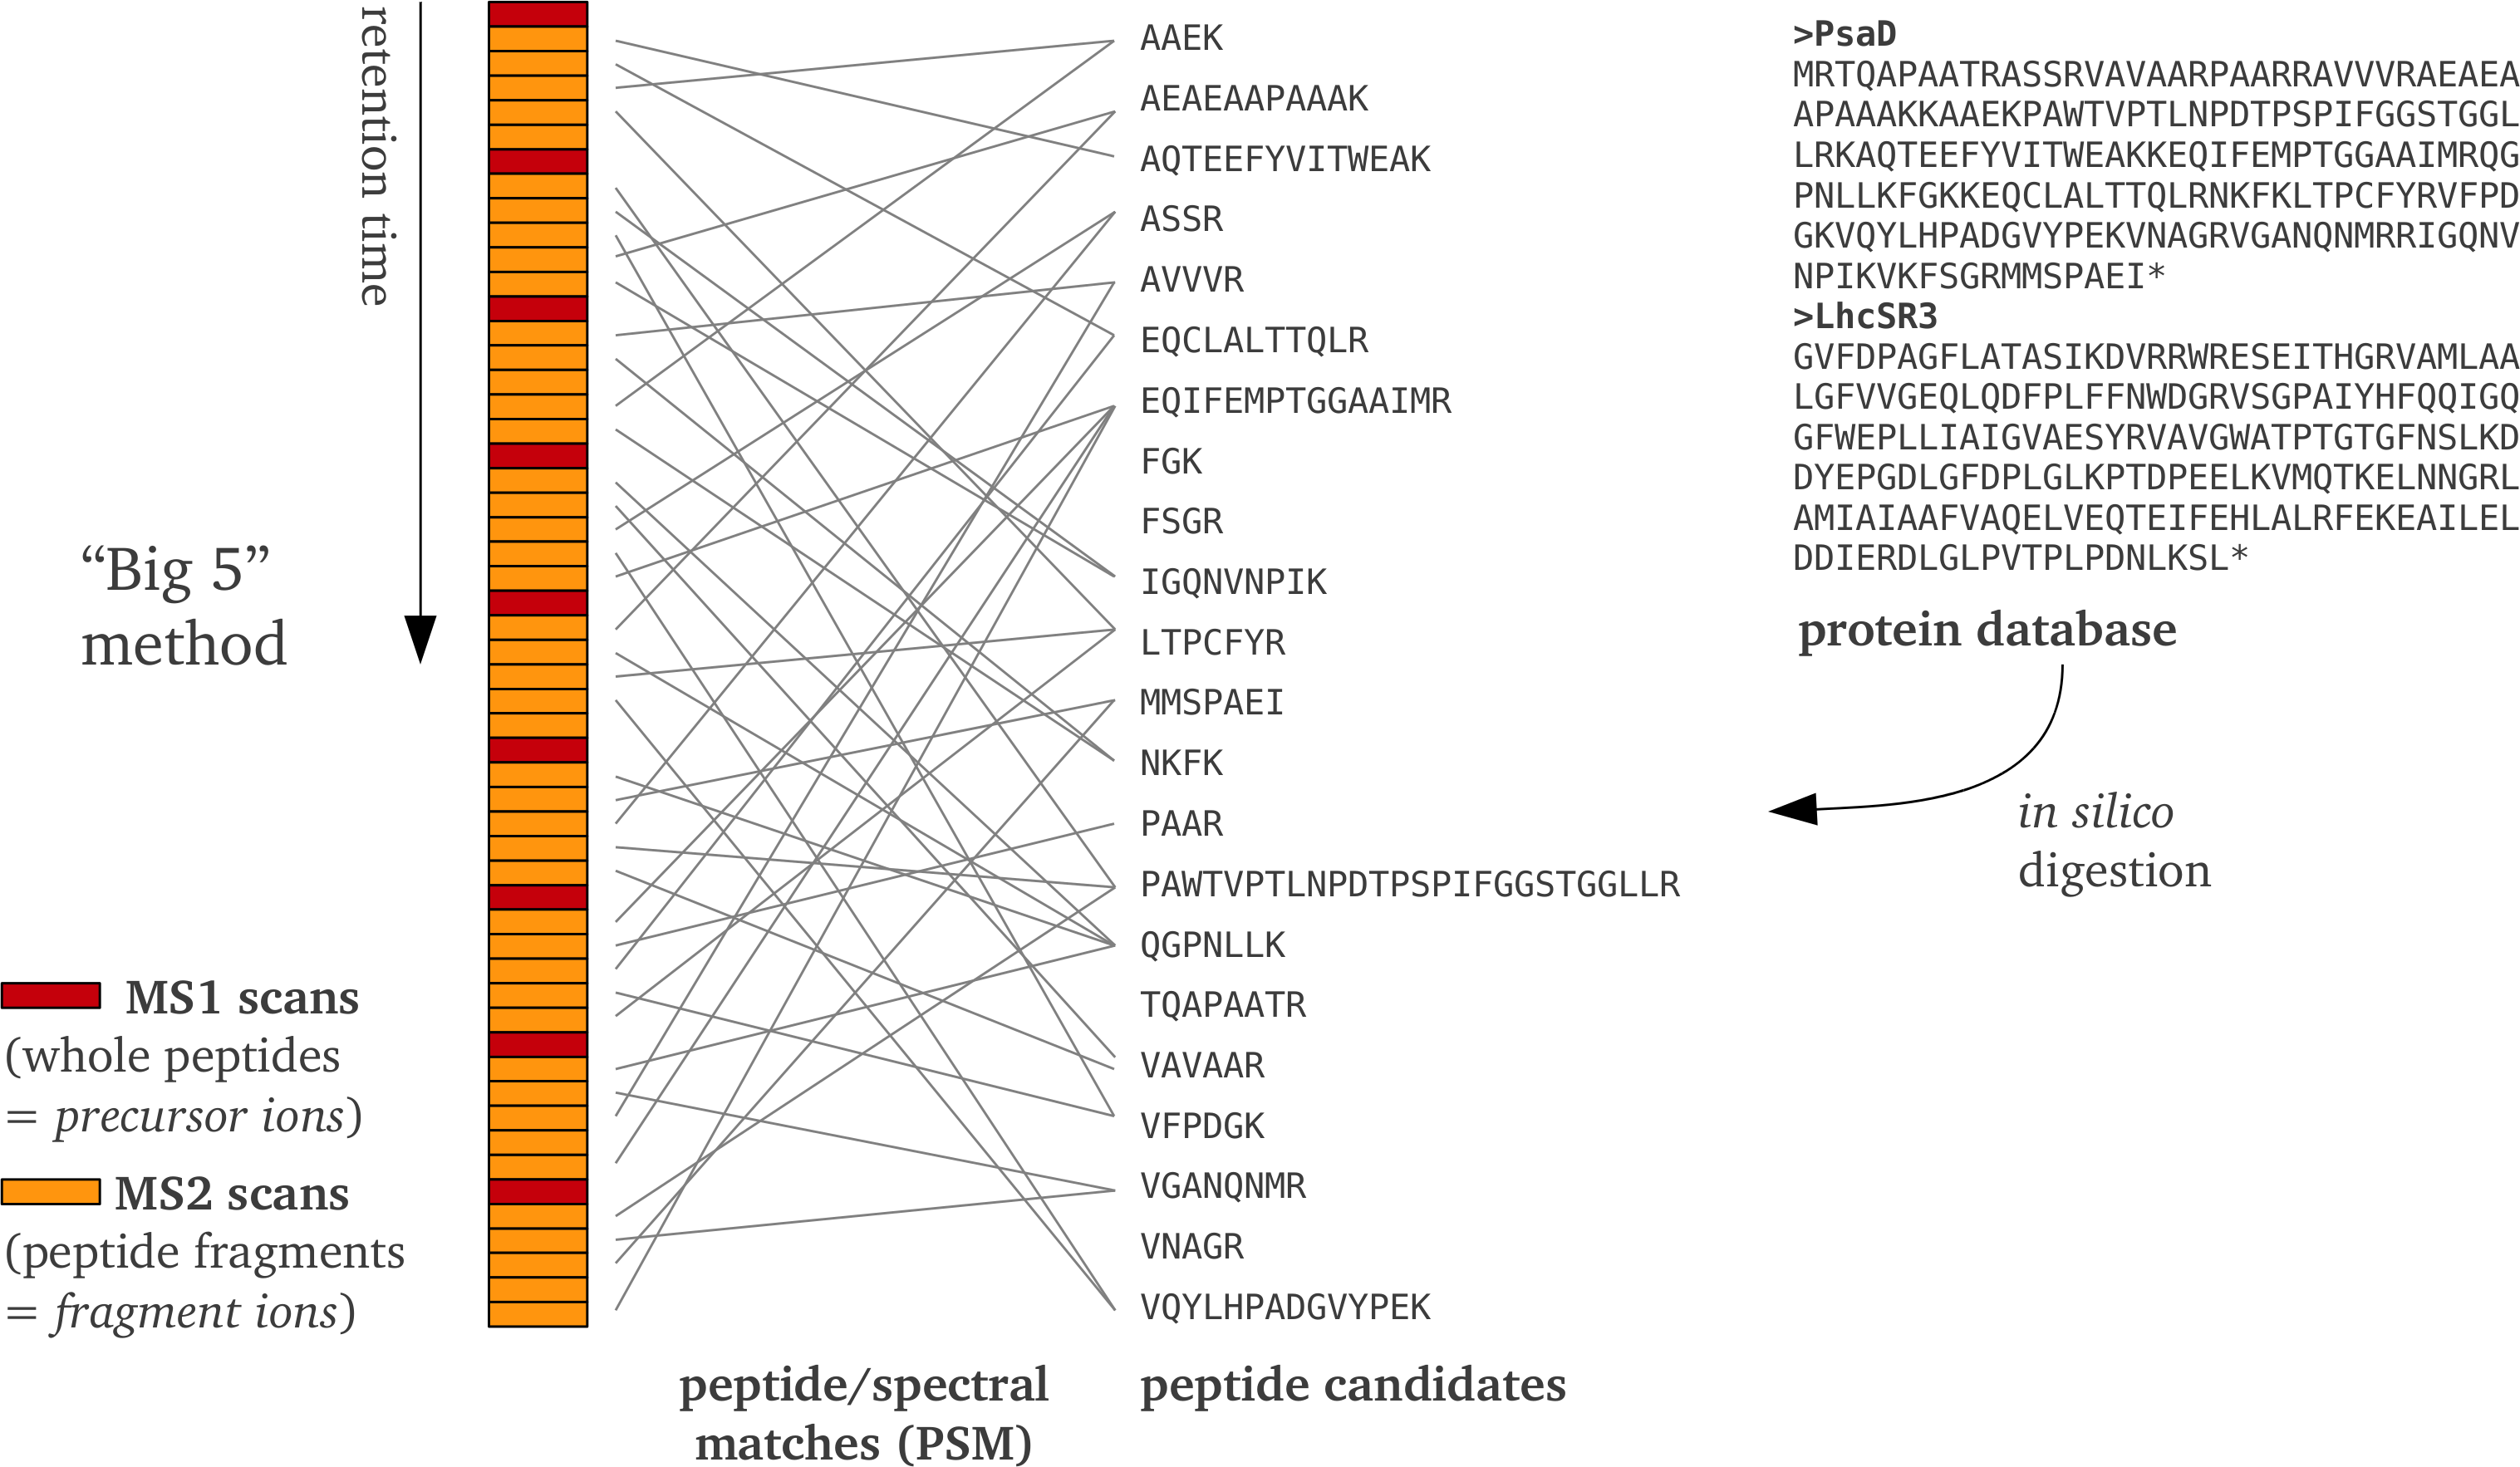 retention time
“Big 5”
method
MS1 scans
(whole peptides
= precursor ions)
MS2 scans
(peptide fragments
= fragment ions)
peptide/spectral
matches (PSM)
AAEK
AEAEAAPAAAK
AQTEEFYVITWEAK
ASSR
AVVVR
EQCLALTTQLR
EQIFEMPTGGAAIMR
FGK
FSGR
IGQNVNPIK
LTPCFYR
MMSPAEI
NKFK
PAAR
PAWTVPTLNPDTPSPIFGGSTGGLLR
QGPNLLK
TQAPAATR
VAVAAR
VFPDGK
VGANQNMR
VNAGR
VQYLHPADGVYPEK
peptide candidates
>PsaD
MRTQAPAATRASSRVAVAARPAARRAVVVRAEAEA
APAAAKKAAEKPAWTVPTLNPDTPSPIFGGSTGGL
LRKAQTEEFYVITWEAKKEQIFEMPTGGAAIMRQG
PNLLKFGKKEQCLALTTQLRNKFKLTPCFYRVFPD
GKVQYLHPADGVYPEKVNAGRVGANQNMRRIGQNV
NPIKVKFSGRMMSPAEI*
>LhcSR3
GVFDPAGFLATASIKDVRRWRESEITHGRVAMLAA
LGFVVGEQLQDFPLFFNWDGRVSGPAIYHFQQIGQ
GFWEPLLIAIGVAESYRVAVGWATPTGTGFNSLKD
DYEPGDLGFDPLGLKPTDPEELKVMQTKELNNGRL
AMIAIAAFVAQELVEQTEIFEHLALRFEKEAILEL
DDIERDLGLPVTPLPDNLKSL*
protein database
in silico
digestion